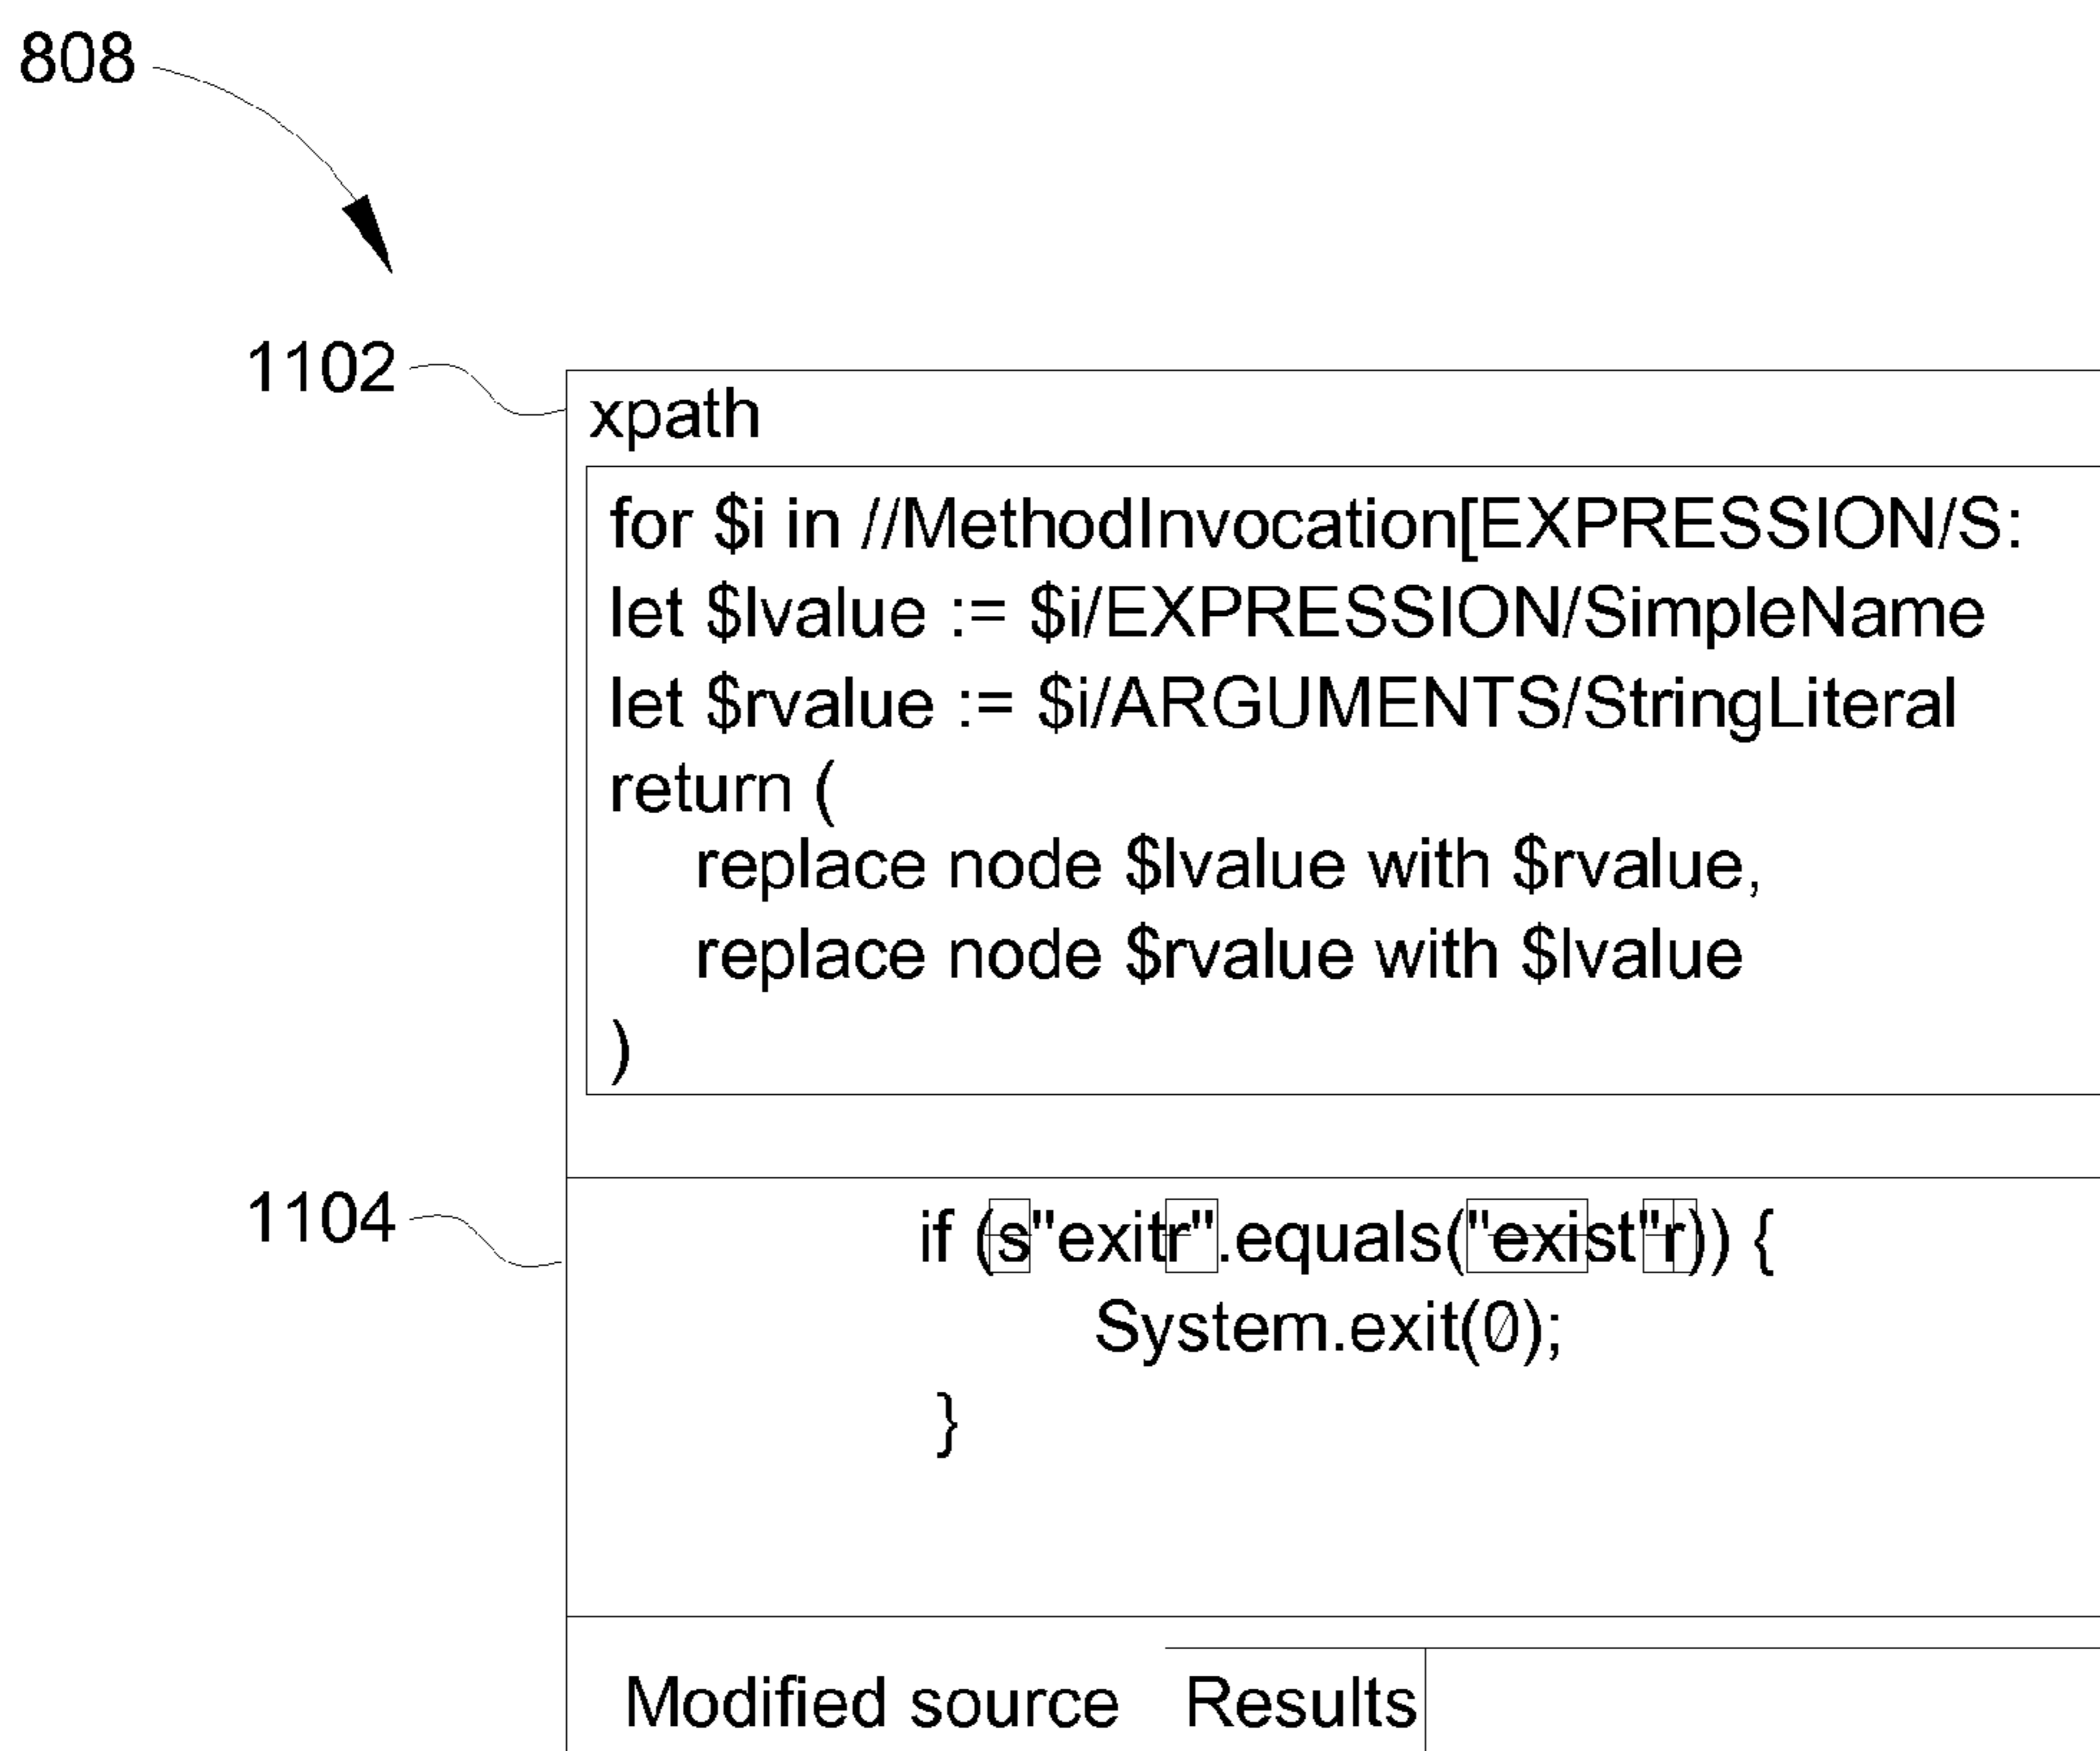 808
1102
xpath
for $i in //MethodInvocation[EXPRESSION/S:
let $lvalue := $i/EXPRESSION/SimpleName
let $rvalue := $i/ARGUMENTS/StringLiteral
return (
replace node $lvalue with $rvalue,
replace node $rvalue with $lvalue
)
1104
if (s"exitr".equals("exist"r)) {
System.exit(0);
}
Modified source Results